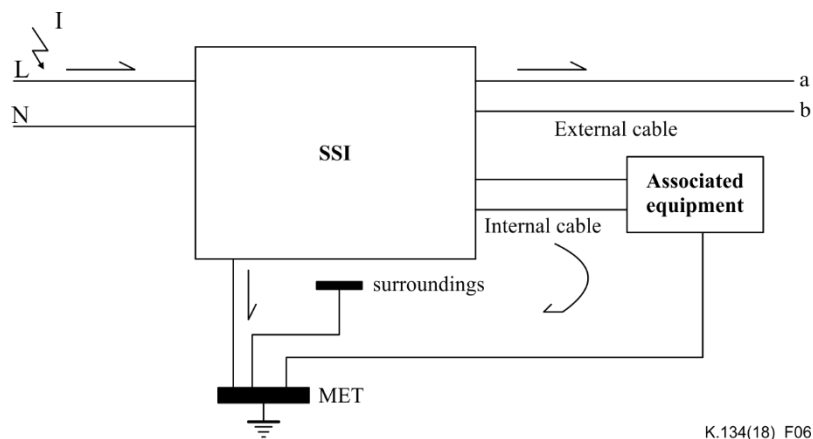 I
L
N
SSI
a
b
External cable
Associated
equipment
Internal cable
surroundings
MET
K.134(18)_F06